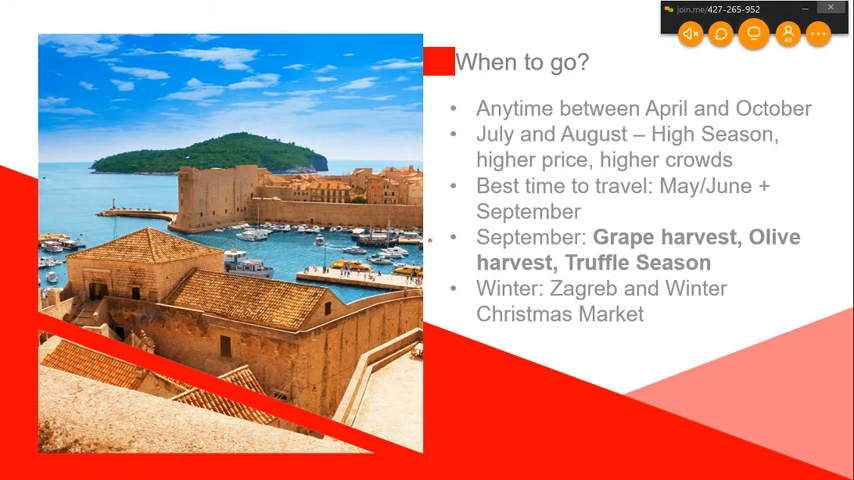 join.me/427-265-952
43
When to go?
• Anytime between April and October
• July and August – High Season,
higher price, higher crowds
• Best time to travel: May/June +
September
• September: Grape harvest, Olive
harvest, Truffle Season
• Winter: Zagreb and Winter
Christmas Market